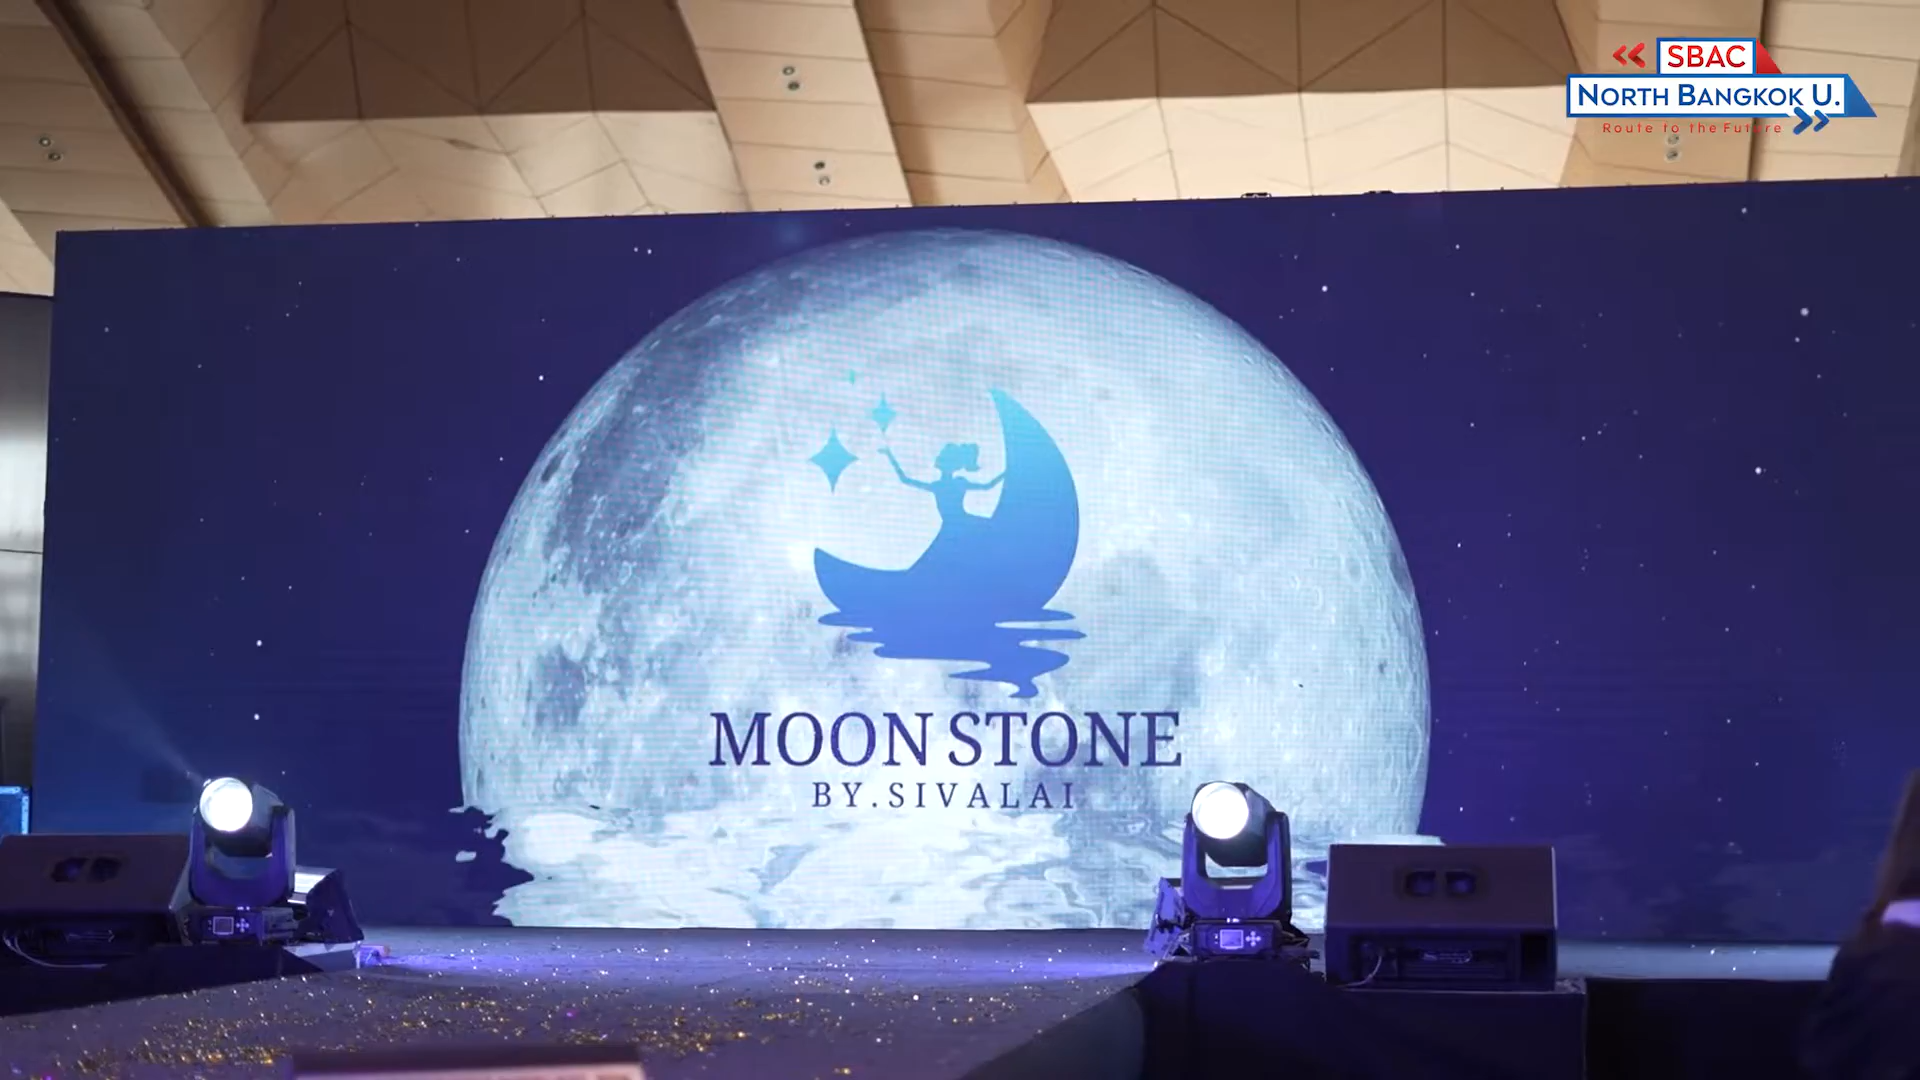 SBAC
NORTH BANGKOK U.
Route to the Future
MOON STONE
BY.SIVALAI